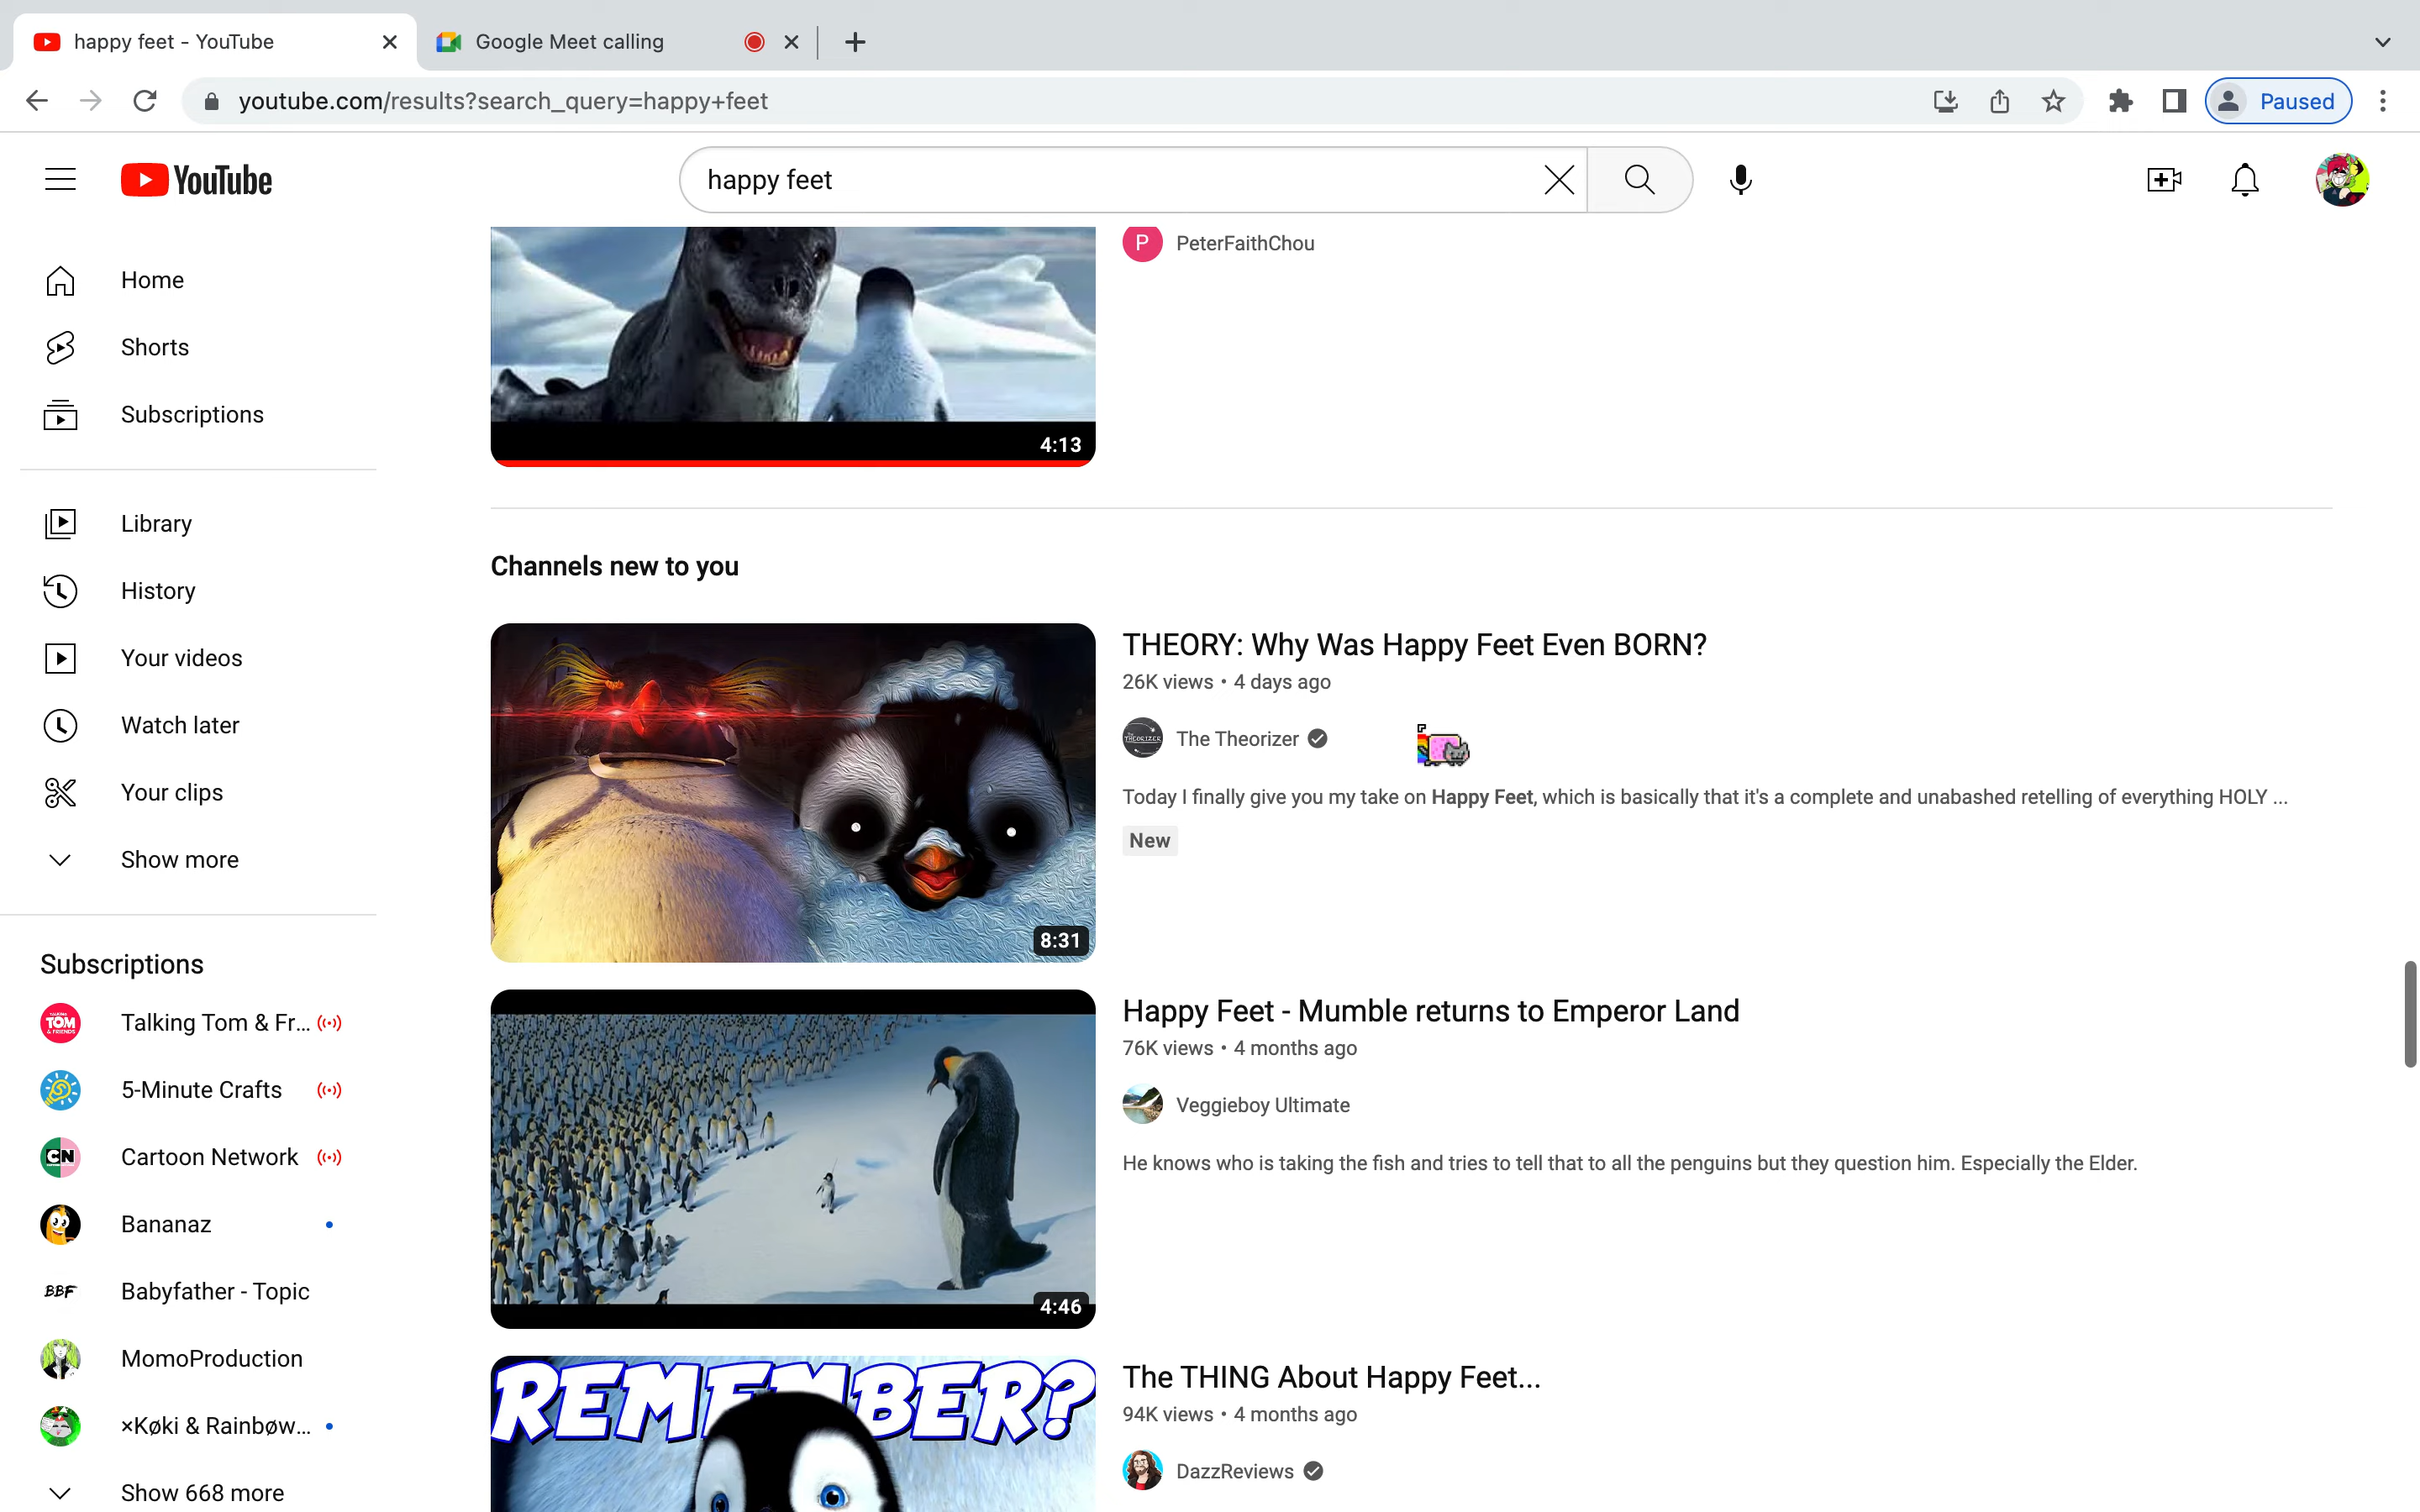 happy feet - YouTube
Google Meet calling
youtube.com/results?search_query=happy+feet
Paused
YouTube
happy feet
Home
Shorts
Subscriptions
Library
History
Your videos
Watch later
Your clips
Show more
Subscriptions
TALKING TOM & FRIENDS
Talking Tom & Fr...
5-Minute Crafts
CN
Cartoon Network
Bananaz
BBF
Babyfather - Topic
MomoProduction
×Køki & Rainbøw...
Show 668 more
4:13
P
PeterFaithChou
Channels new to you
8:31
THEORY: Why Was Happy Feet Even BORN?
26K views • 4 days ago
THEORIZER
The Theorizer
Today I finally give you my take on Happy Feet, which is basically that it's a complete and unabashed retelling of everything HOLY ...
New
4:46
Happy Feet - Mumble returns to Emperor Land
76K views • 4 months ago
Veggieboy Ultimate
He knows who is taking the fish and tries to tell that to all the penguins but they question him. Especially the Elder.
REMEMBER?
The THING About Happy Feet...
94K views • 4 months ago
DazzReviews